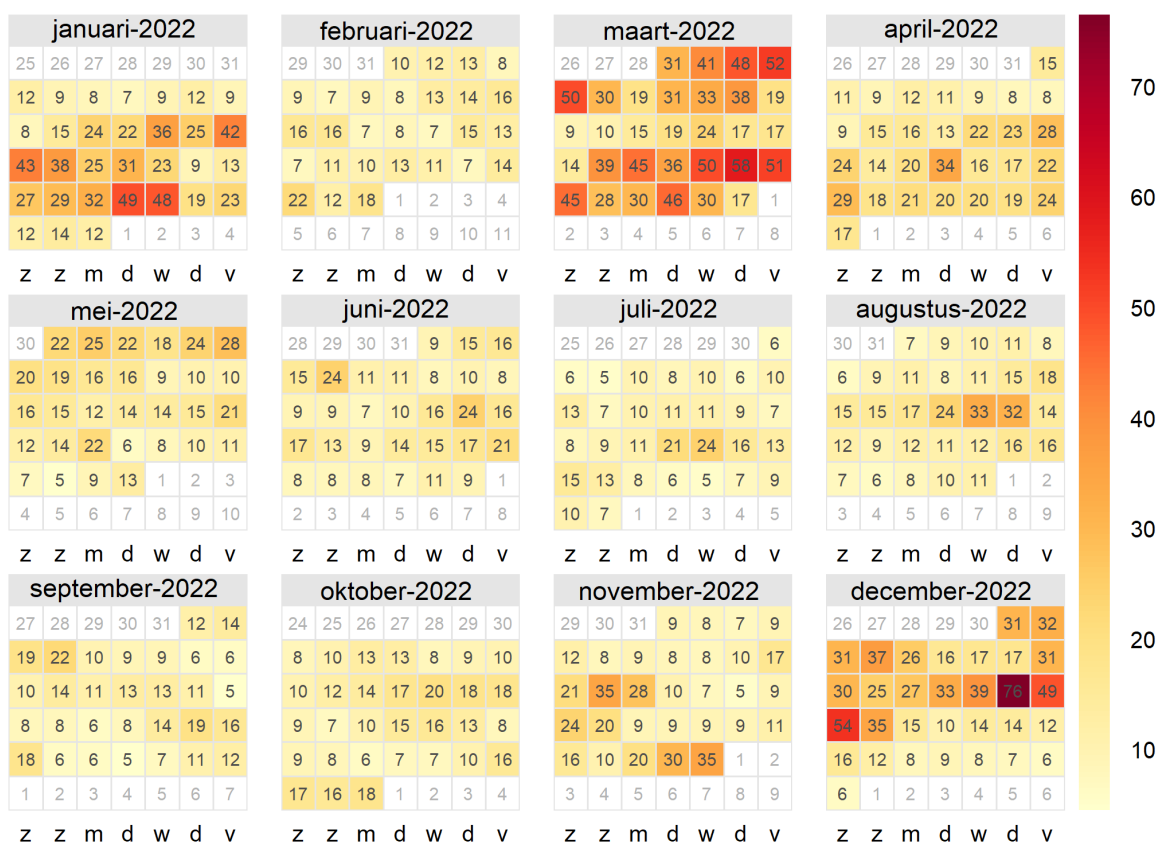 januari-2022 februari-2022 maart-2022 april-2022
25 26 27 28 29 30 31 29 30 31 10 12 13 8 26 27 28 31 41 48 52 26 27 28 29 30 31 15
12 9 8 7 9 12 9 9 7 9 8 13 14 16 50 30 19 31 33 38 19 11 9 12 11 9 8 8
8 15 24 22 36 25 42 16 16 7 8 7 15 13 9 10 15 19 24 17 17 9 15 16 13 22 23 28
43 38 25 31 23 9 13 7 11 10 13 11 7 14 14 39 45 36 50 58 51 24 14 20 34 16 17 22
27 29 32 49 48 19 23 22 12 18 1 2 3 4 45 28 30 46 30 17 1 29 18 21 20 20 19 24
12 14 12 1 2 3 4 5 6 7 8 9 10 11 2 3 4 5 6 7 8 17 1 2 3 4 5 6
z z m d w d v z z m d w d v z z m d w d v z z m d w d v
mei-2022 juni-2022 juli-2022 augustus-2022
30 22 25 22 18 24 28 28 29 30 31 9 15 16 25 26 27 28 29 30 6 30 31 7 9 10 11 8
20 19 16 16 9 10 10 15 24 11 11 8 10 8 6 5 10 8 10 6 10 6 9 11 8 11 15 18
16 15 12 14 14 15 21 9 9 7 10 16 24 16 13 7 10 11 11 9 7 15 15 17 24 33 32 14
12 14 22 6 8 10 11 17 13 9 14 15 17 21 8 9 11 21 24 16 13 12 9 12 11 12 16 16
7 5 9 13 1 2 3 8 8 8 7 11 9 1 15 13 8 6 5 7 9 7 6 8 10 11 1 2
4 5 6 7 8 9 10 2 3 4 5 6 7 8 10 7 1 2 3 4 5 3 4 5 6 7 8 9
z z m d w d v z z m d w d v z z m d w d v z z m d w d v
september-2022 oktober-2022 november-2022 december-2022
27 28 29 30 31 12 14 24 25 26 27 28 29 30 29 30 31 9 8 7 9 26 27 28 29 30 31 32
19 22 10 9 9 6 6 8 10 13 13 8 9 10 12 8 9 8 8 10 17 31 37 26 16 17 17 31
10 14 11 13 13 11 5 10 12 14 17 20 18 18 21 35 28 10 7 5 9 30 25 27 33 39 76 49
8 8 6 8 14 19 16 9 7 10 15 16 13 8 24 20 9 9 9 9 11 54 35 15 10 14 14 12
18 6 6 5 7 11 12 9 8 6 7 7 10 16 16 10 20 30 35 1 2 16 12 8 9 8 7 6
1 2 3 4 5 6 7 17 16 18 1 2 3 4 3 4 5 6 7 8 9 6 1 2 3 4 5 6
z z m d w d v z z m d w d v z z m d w d v z z m d w d v
70
60
50
40
30
20
10